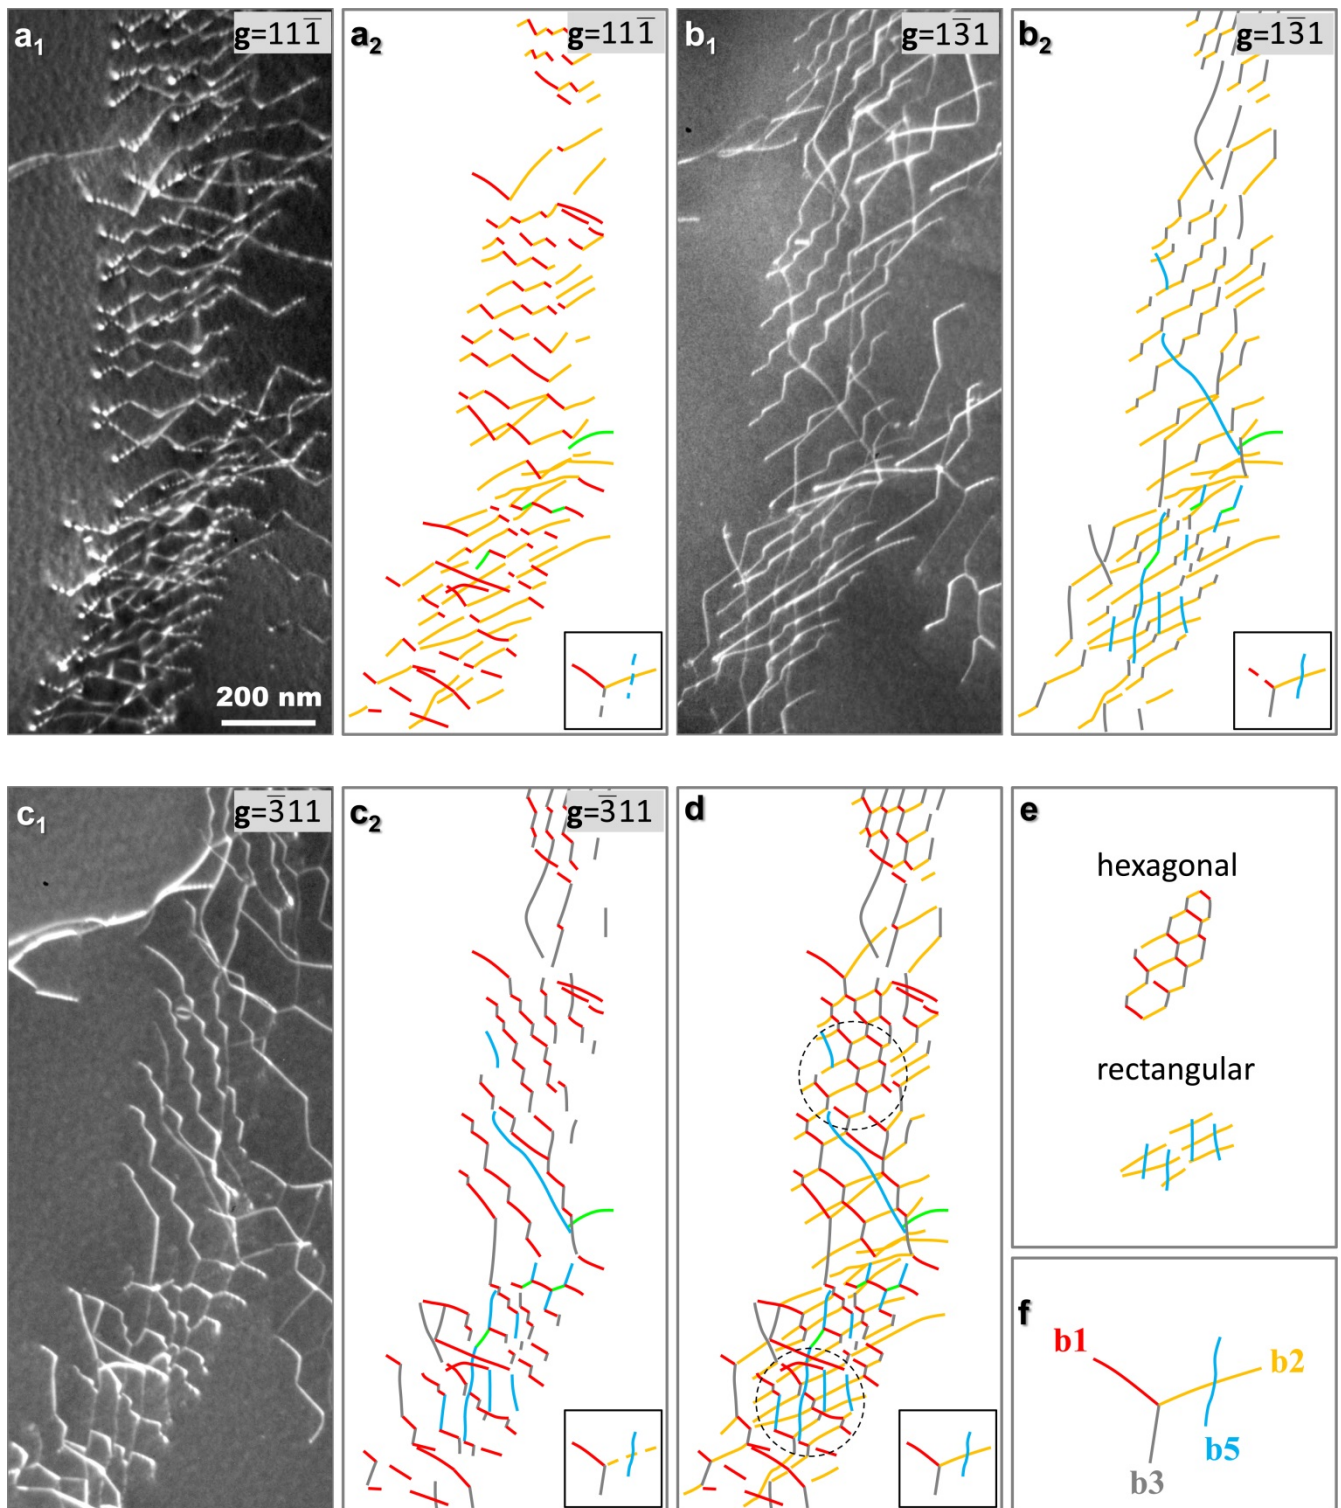 a1
g=111̅
a2
g=111̅
b1
g=13̅1
b2
g=13̅1
200 nm
c1
g=3̅11
c2
g=3̅11
d
e
hexagonal
rectangular
f
b1
b2
b5
b3